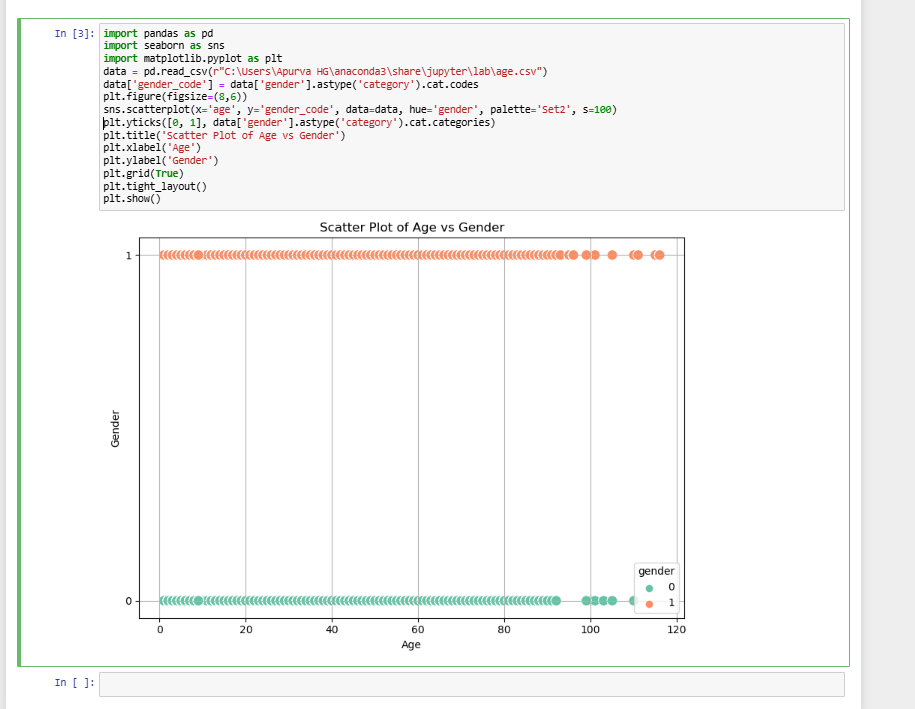 In [3]: import pandas as pd
import seaborn as sns
import matplotlib.pyplot as plt
data = pd.read_csv(r"C:\Users\Apurva HG\anaconda3\share\jupyter\lab\age.csv")
data['gender_code'] = data['gender'].astype('category').cat.codes
plt.figure(figsize=(8,6))
sns.scatterplot(x='age', y='gender_code', data=data, hue='gender', palette='Set2', s=100)
plt.yticks([0, 1], data['gender'].astype('category').cat.categories)
plt.title('Scatter Plot of Age vs Gender')
plt.xlabel('Age')
plt.ylabel('Gender')
plt.grid(True)
plt.tight_layout()
plt.show()
Scatter Plot of Age vs Gender
1
Gender
gender
0
1
0
0 20 40 60 80 100 120
Age
In [ ]: